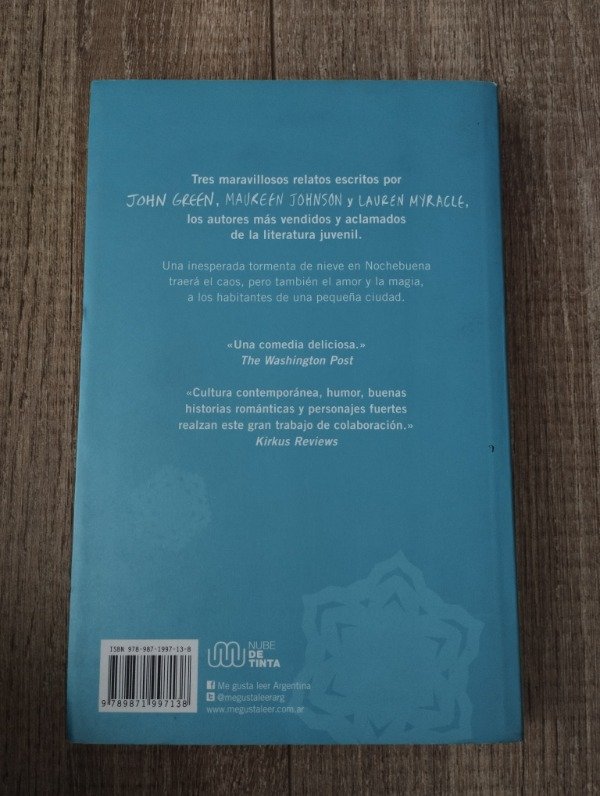 Tres maravillosos relatos escritos por
JOHN GREEN, MAUREEN JOHNSON y LAUREN MYRACLE,
los autores más vendidos y aclamados
de la literatura juvenil.
Una inesperada tormenta de nieve en Nochebuena
traerá el caos, pero también el amor y la magia,
a los habitantes de una pequeña ciudad.
«Una comedia deliciosa.»
The Washington Post
«Cultura contemporánea, humor, buenas
historias románticas y personajes fuertes
realzan este gran trabajo de colaboración.»
Kirkus Reviews
ISBN 978-987-1997-13-8
9789871997138
NUBE
DE
TINTA
Me gusta leer Argentina
@megustaleerarg
www.megustaleer.com.ar